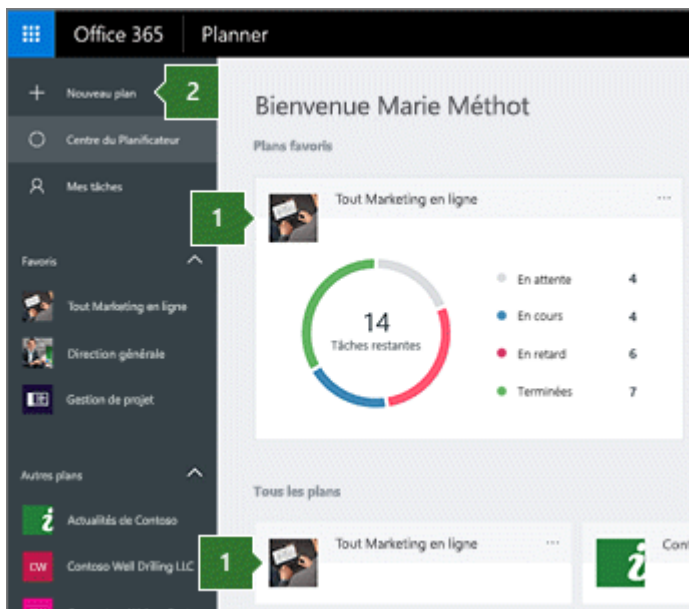 Office 365 Planner
Nouveau plan
2
Centre du Planificateur
Mes tâches
Favoris
Tout Marketing en ligne
Direction générale
Gestion de projet
Autres plans
i
Actualités de Contoso
CW Contoso Well Drilling LLC
Bienvenue Marie Méthot
Plans favoris
1
Tout Marketing en ligne
14
Tâches restantes
En attente 4
En cours 4
En retard 6
Terminées 7
Tous les plans
1
Tout Marketing en ligne
i
Cont